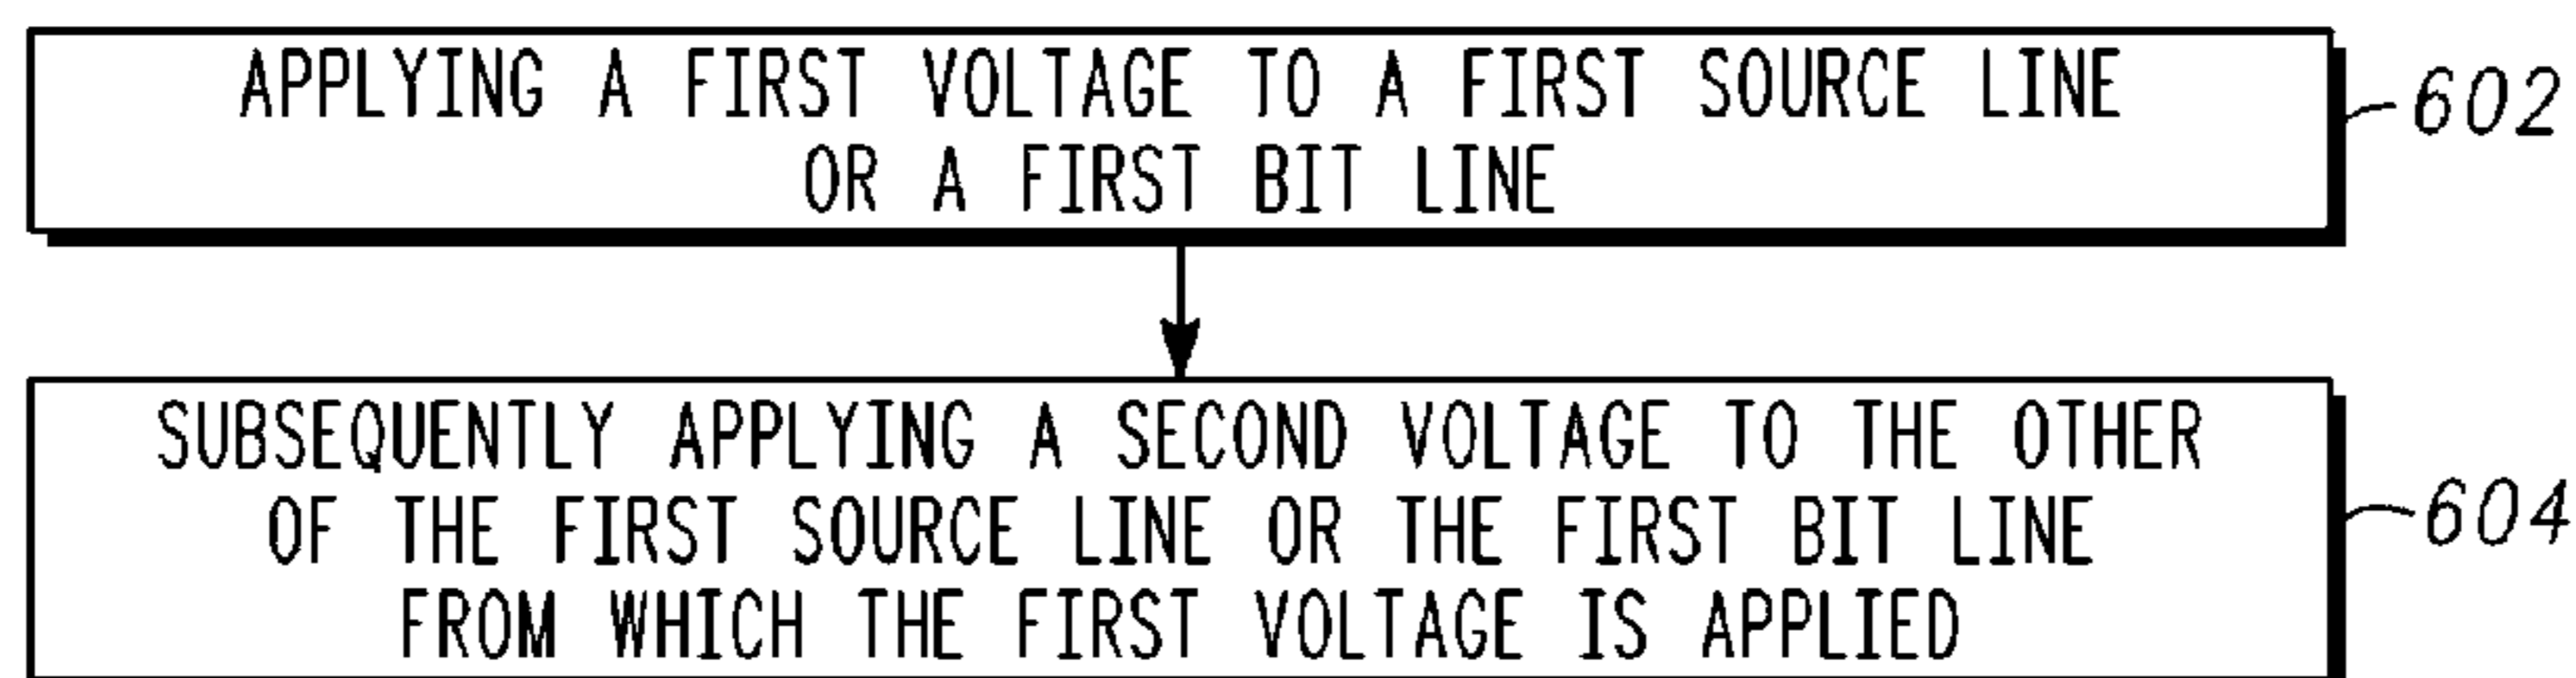 APPLYING A FIRST VOLTAGE TO A FIRST SOURCE LINE
OR A FIRST BIT LINE
602
SUBSEQUENTLY APPLYING A SECOND VOLTAGE TO THE OTHER
OF THE FIRST SOURCE LINE OR THE FIRST BIT LINE
FROM WHICH THE FIRST VOLTAGE IS APPLIED
604